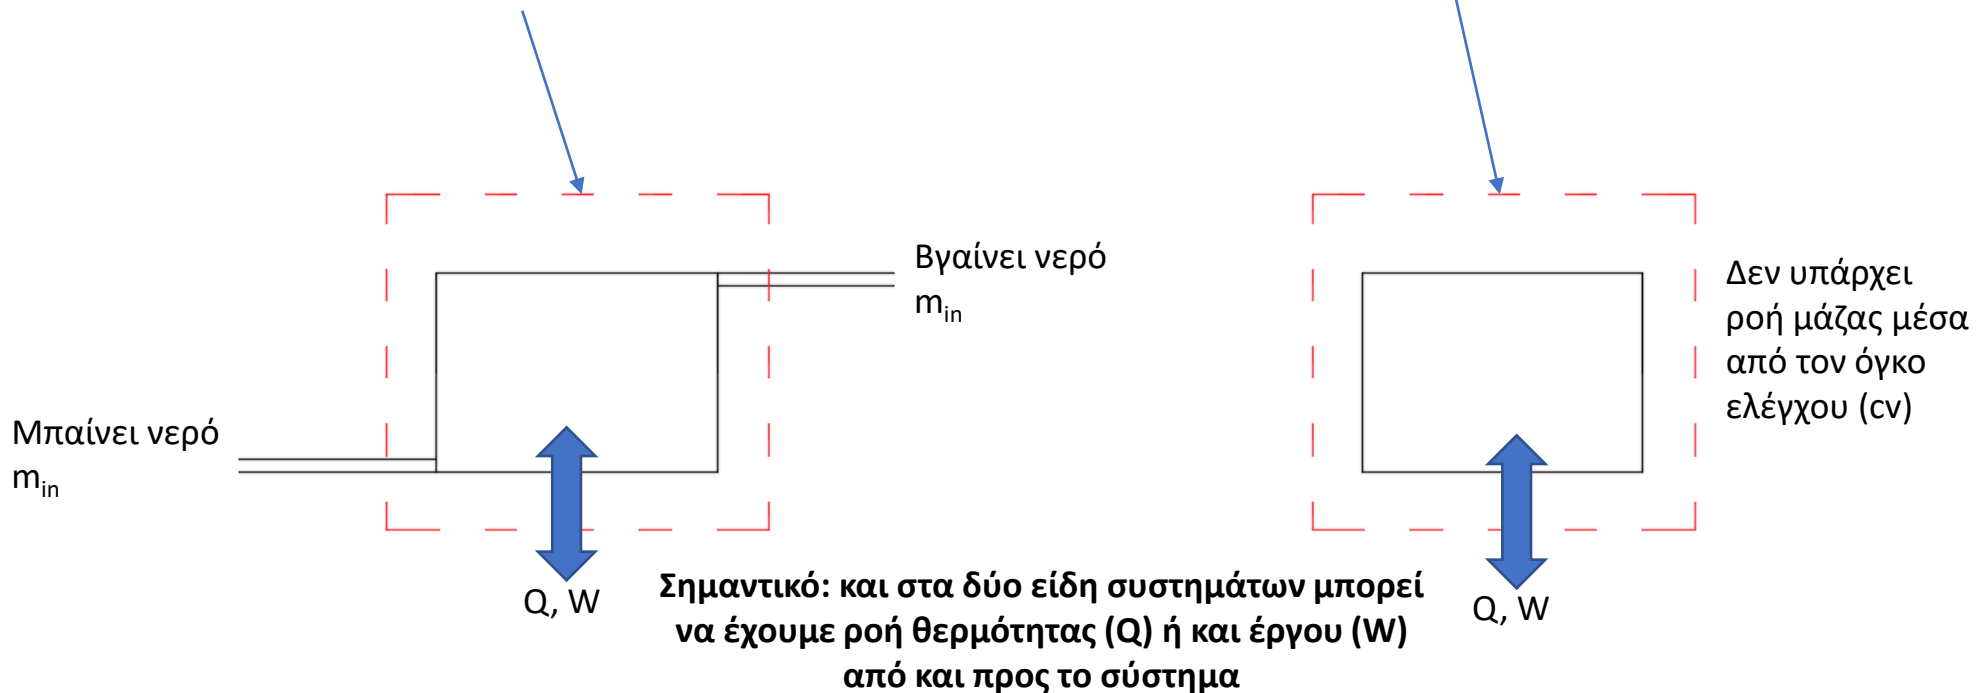 Βγαίνει νερό
m_in
Δεν υπάρχει
ροή μάζας μέσα
από τον όγκο
ελέγχου (cv)
Μπαίνει νερό
m_in
Q, W
Σημαντικό: και στα δύο είδη συστημάτων μπορεί
να έχουμε ροή θερμότητας (Q) ή και έργου (W)
από και προς το σύστημα
Q, W